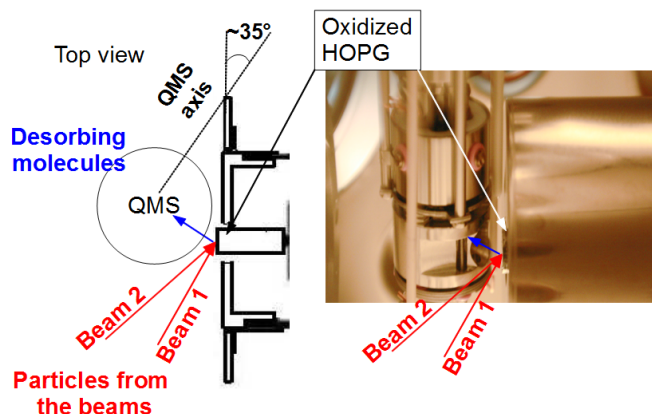 ~35°
Oxidized
HOPG
Top view
QMS
axis
Desorbing
molecules
QMS
Beam 2
Beam 1
Beam 2
Beam 1
Particles from
the beams